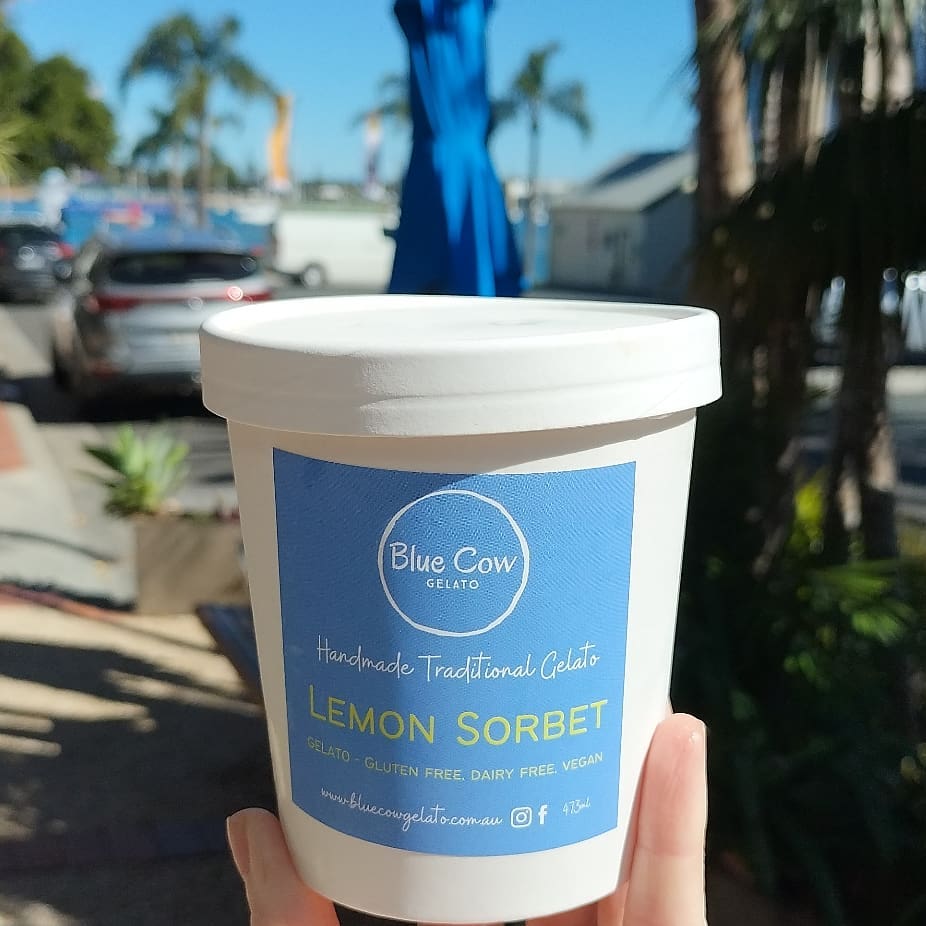 Blue Cow
GELATO
Handmade Traditional Gelato
LEMON SORBET
GELATO - GLUTEN FREE. DAIRY FREE. VEGAN
www.bluecowgelato.com.au 473ml